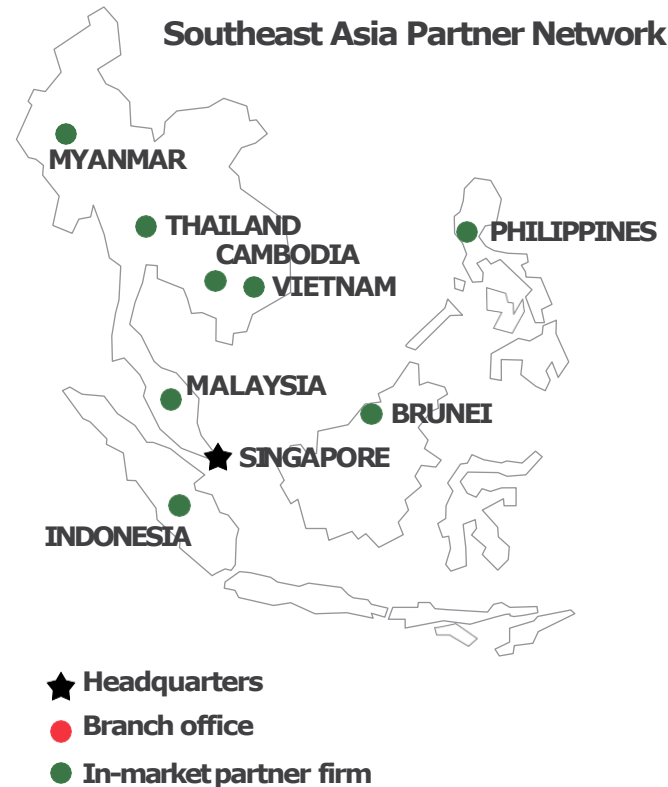 Southeast Asia Partner Network
MYANMAR
THAILAND
PHILIPPINES
CAMBODIA
VIETNAM
MALAYSIA
BRUNEI
SINGAPORE
INDONESIA
Headquarters
Branch office
In-market partner firm